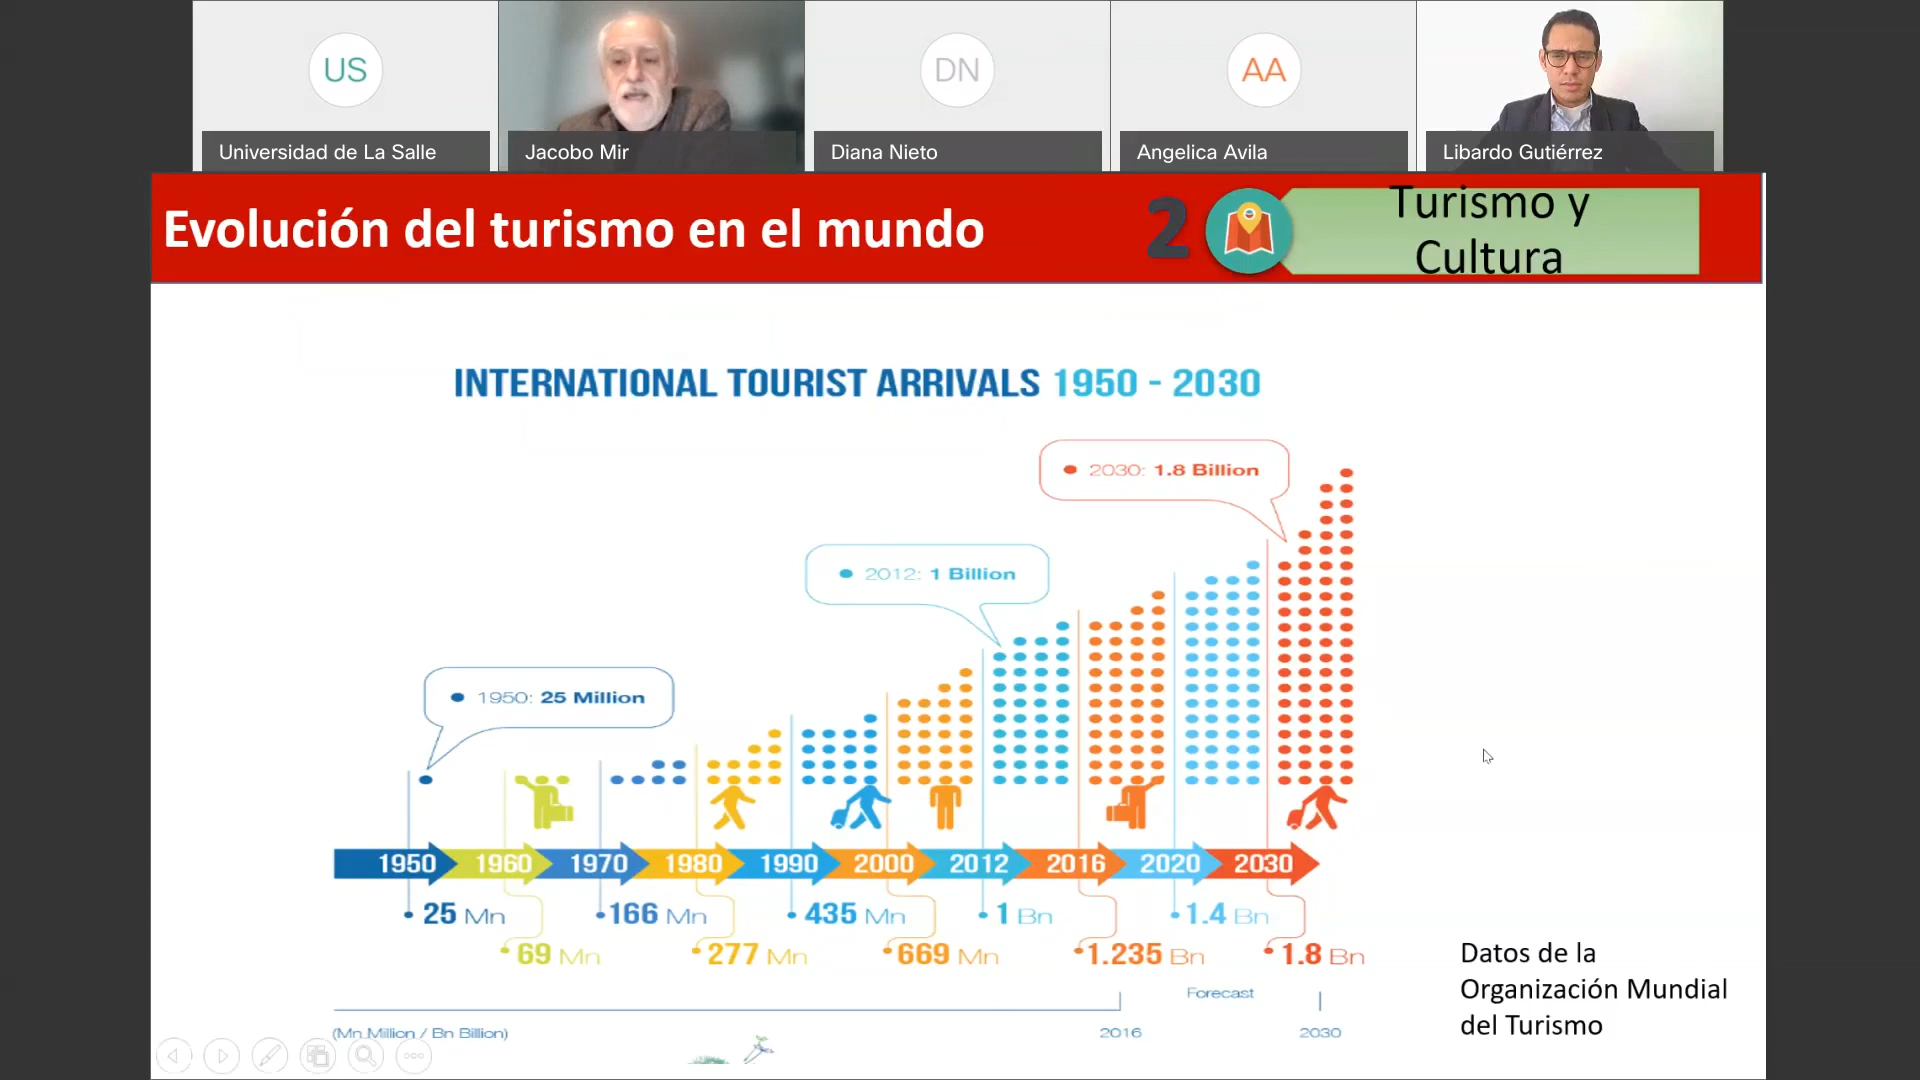 US
DN
AA
Universidad de La Salle
Jacobo Mir
Diana Nieto
Angelica Avila
Libardo Gutiérrez
Evolución del turismo en el mundo
2
Turismo y
Cultura
INTERNATIONAL TOURIST ARRIVALS 1950 - 2030
2030: 1.8 Billion
2012: 1 Billion
1950: 25 Million
1950 1960 1970 1980 1990 2000 2012 2016 2020 2030
25 Mn 166 Mn 435 Mn 1 Bn 1.4 Bn
69 Mn 277 Mn 669 Mn 1.235 Bn 1.8 Bn
Forecast
(Mn Million / Bn Billion) 2016 2030
Datos de la
Organización Mundial
del Turismo